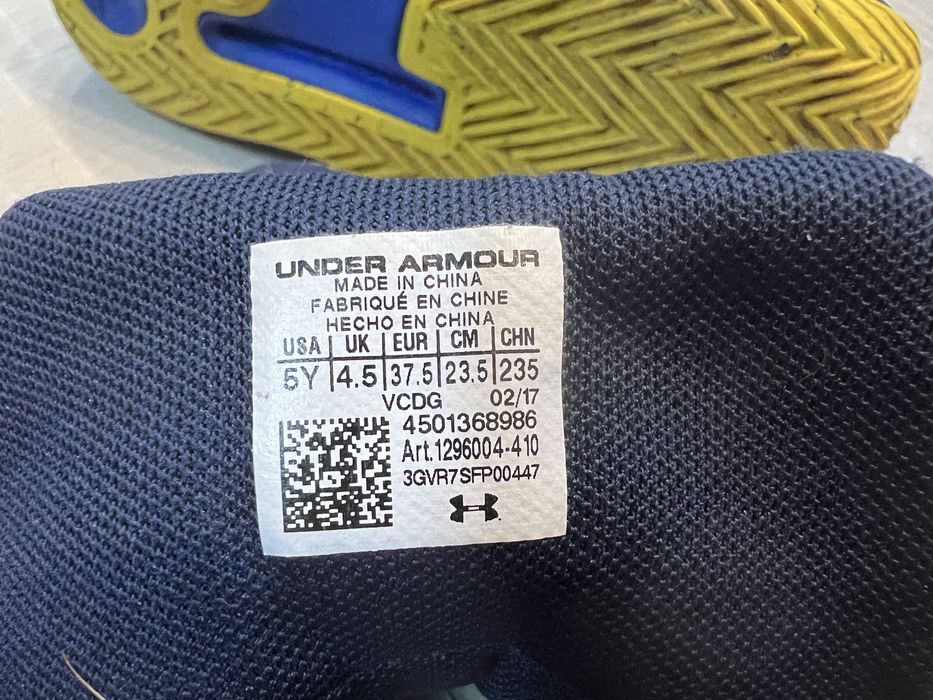 UNDER ARMOUR
MADE IN CHINA
FABRIQUÉ EN CHINE
HECHO EN CHINA
USA UK EUR CM CHN
5Y 4.5 37.5 23.5 235
VCDG 02/17
4501368986
Art.1296004-410
3GVR7SFP00447